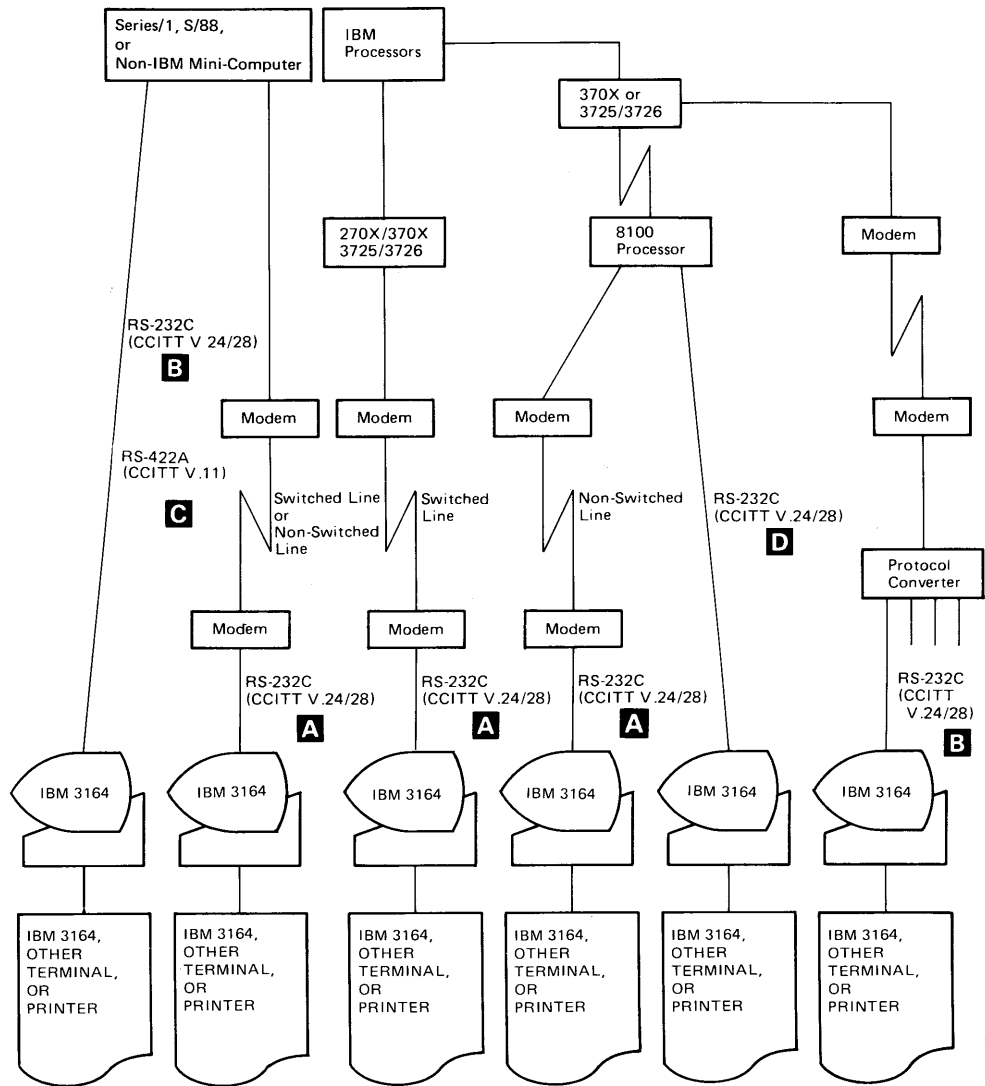 Series/1, S/88,
or
Non-IBM Mini-Computer
IBM
Processors
370X or
3725/3726
270X/370X
3725/3726
8100
Processor
Modem
RS-232C
(CCITT V 24/28)
B
Modem
Modem
Modem
Modem
RS-422A
(CCITT V.11)
C
Switched Line
or
Non-Switched
Line
Switched
Line
Non-Switched
Line
RS-232C
(CCITT V.24/28)
D
Protocol
Converter
Modem
Modem
Modem
RS-232C
(CCITT V.24/28)
A
RS-232C
(CCITT V.24/28)
A
RS-232C
(CCITT V.24/28)
A
RS-232C
(CCITT
V.24/28)
B
IBM 3164
IBM 3164
IBM 3164
IBM 3164
IBM 3164
IBM 3164
IBM 3164,
OTHER
TERMINAL,
OR
PRINTER
IBM 3164,
OTHER
TERMINAL,
OR
PRINTER
IBM 3164,
OTHER
TERMINAL,
OR
PRINTER
IBM 3164,
OTHER
TERMINAL,
OR
PRINTER
IBM 3164,
OTHER
TERMINAL,
OR
PRINTER
IBM 3164,
OTHER
TERMINAL,
OR
PRINTER